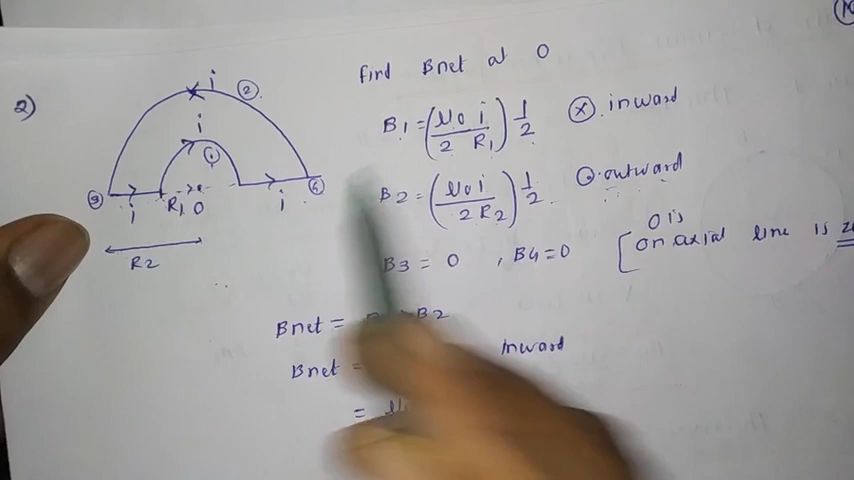 2)
i
②
i
①
③
i
R1
O
i
④
R2
find Bnet at O
B1 = (μ0 i / 2 R1) 1/2 ⊗ inward
B2 = (μ0 i / 2 R2) 1/2 ⊙ outward
B3 = 0 , B4 = 0 [ O is
on axial line is
Bnet = B2
Bnet = inward
=